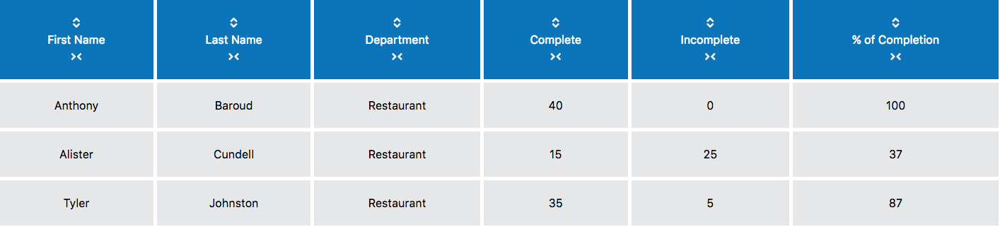 First Name Last Name Department Complete Incomplete % of Completion
Anthony Baroud Restaurant 40 0 100
Alister Cundell Restaurant 15 25 37
Tyler Johnston Restaurant 35 5 87